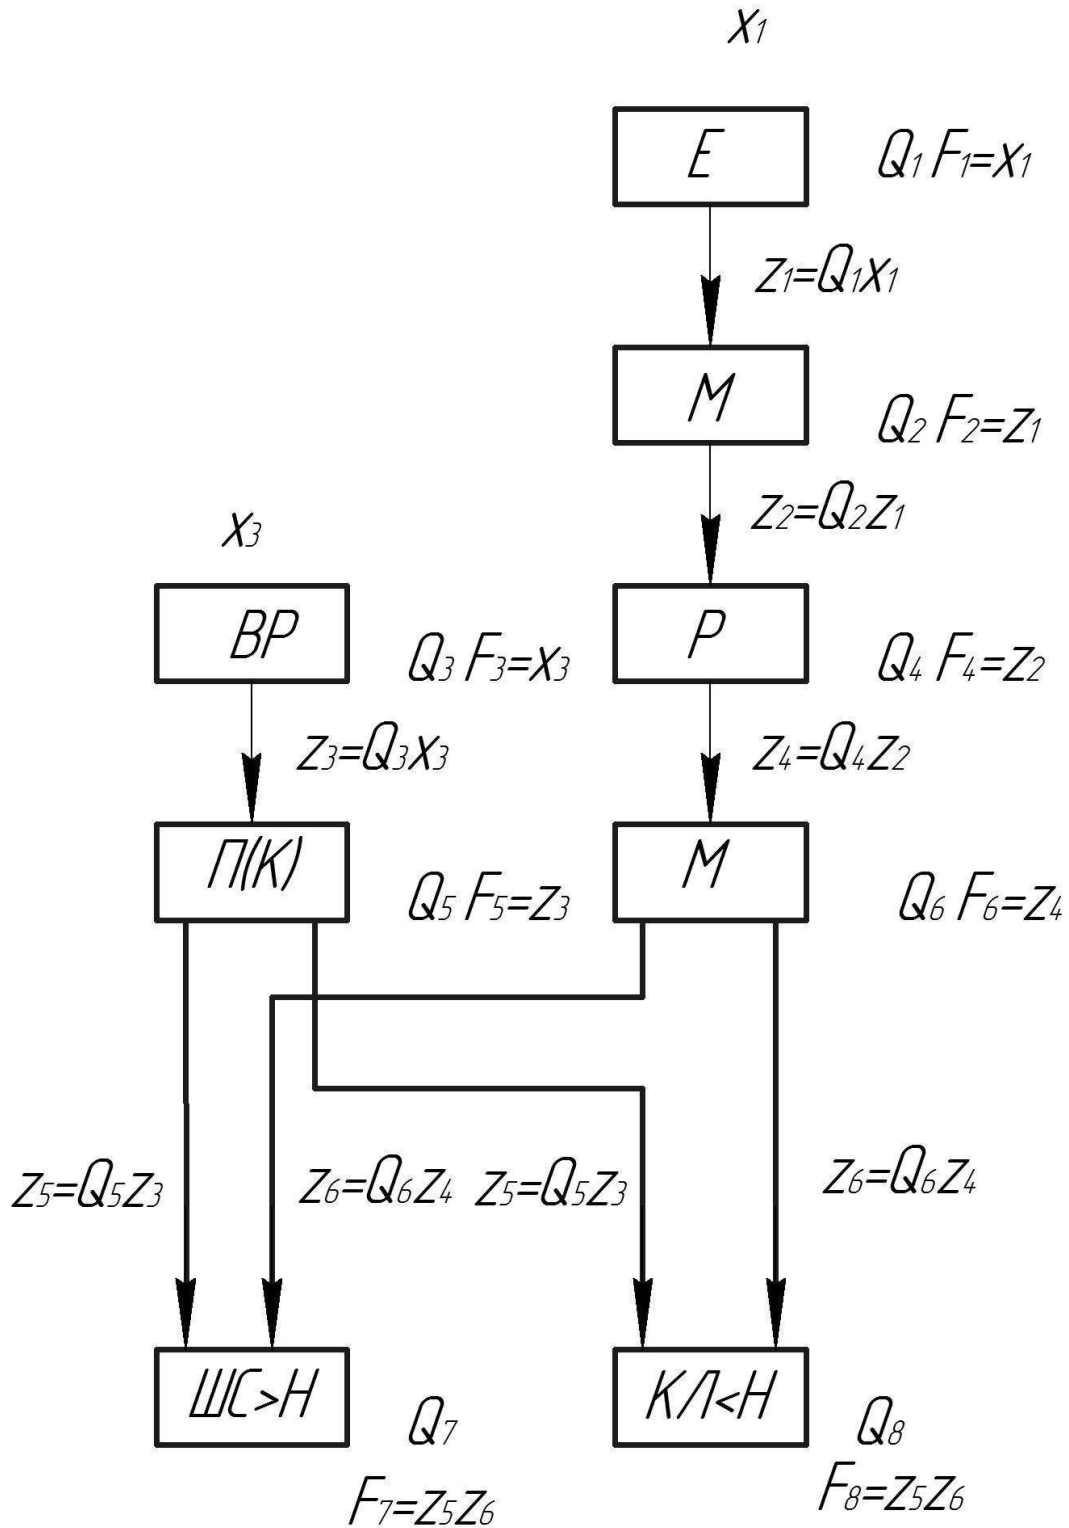 x₁
Е
Q₁ F₁=x₁
z₁=Q₁x₁
М
Q₂ F₂=z₁
z₂=Q₂z₁
x₃
ВР
Q₃ F₃=x₃
Р
Q₄ F₄=z₂
z₃=Q₃x₃
z₄=Q₄z₂
П(К)
Q₅ F₅=z₃
М
Q₆ F₆=z₄
z₅=Q₅z₃
z₆=Q₆z₄
z₅=Q₅z₃
z₆=Q₆z₄
ШС>Н
Q₇
F₇=z₅z₆
КЛ<Н
Q₈
F₈=z₅z₆